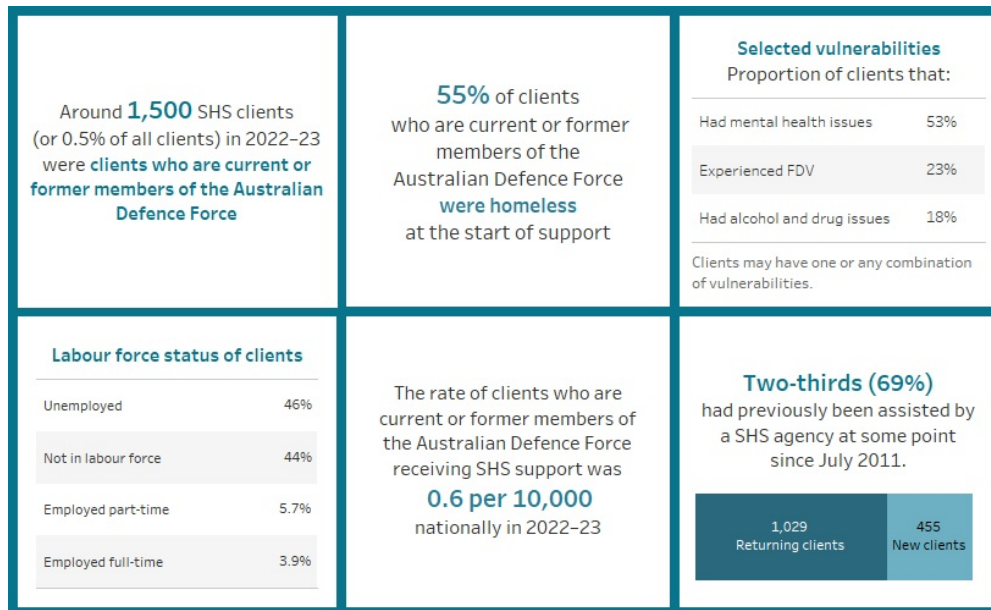 Around 1,500 SHS clients
(or 0.5% of all clients) in 2022–23
were clients who are current or
former members of the Australian
Defence Force
55% of clients
who are current or former
members of the
Australian Defence Force
were homeless
at the start of support
Selected vulnerabilities
Proportion of clients that:
Had mental health issues 53%
Experienced FDV 23%
Had alcohol and drug issues 18%
Clients may have one or any combination
of vulnerabilities.
Labour force status of clients
Unemployed 46%
Not in labour force 44%
Employed part-time 5.7%
Employed full-time 3.9%
The rate of clients who are
current or former members of
the Australian Defence Force
receiving SHS support was
0.6 per 10,000
nationally in 2022–23
Two-thirds (69%)
had previously been assisted by
a SHS agency at some point
since July 2011.
1,029 455
Returning clients New clients